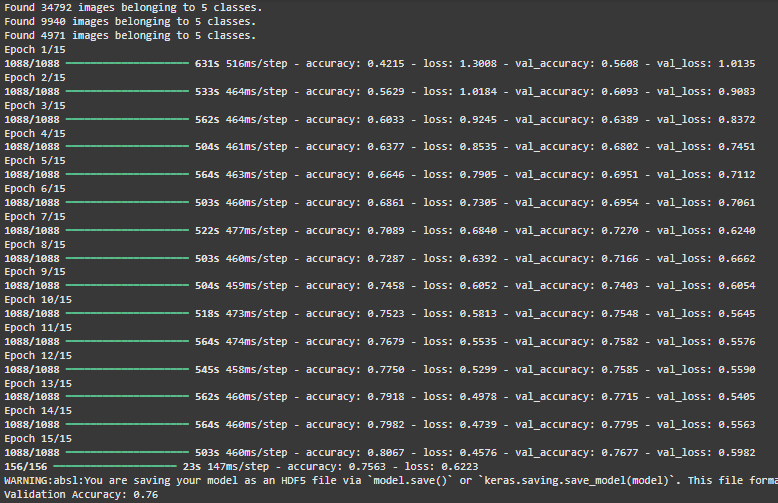 Found 34792 images belonging to 5 classes.
Found 9940 images belonging to 5 classes.
Found 4971 images belonging to 5 classes.
Epoch 1/15
1088/1088 ━━━━━━━━━━━━━━━━━━━━ 631s 516ms/step - accuracy: 0.4215 - loss: 1.3008 - val_accuracy: 0.5608 - val_loss: 1.0135
Epoch 2/15
1088/1088 ━━━━━━━━━━━━━━━━━━━━ 533s 464ms/step - accuracy: 0.5629 - loss: 1.0184 - val_accuracy: 0.6093 - val_loss: 0.9083
Epoch 3/15
1088/1088 ━━━━━━━━━━━━━━━━━━━━ 562s 464ms/step - accuracy: 0.6033 - loss: 0.9245 - val_accuracy: 0.6389 - val_loss: 0.8372
Epoch 4/15
1088/1088 ━━━━━━━━━━━━━━━━━━━━ 504s 461ms/step - accuracy: 0.6377 - loss: 0.8535 - val_accuracy: 0.6802 - val_loss: 0.7451
Epoch 5/15
1088/1088 ━━━━━━━━━━━━━━━━━━━━ 564s 463ms/step - accuracy: 0.6646 - loss: 0.7905 - val_accuracy: 0.6951 - val_loss: 0.7112
Epoch 6/15
1088/1088 ━━━━━━━━━━━━━━━━━━━━ 503s 460ms/step - accuracy: 0.6861 - loss: 0.7305 - val_accuracy: 0.6954 - val_loss: 0.7061
Epoch 7/15
1088/1088 ━━━━━━━━━━━━━━━━━━━━ 522s 477ms/step - accuracy: 0.7089 - loss: 0.6840 - val_accuracy: 0.7270 - val_loss: 0.6240
Epoch 8/15
1088/1088 ━━━━━━━━━━━━━━━━━━━━ 503s 460ms/step - accuracy: 0.7287 - loss: 0.6392 - val_accuracy: 0.7166 - val_loss: 0.6662
Epoch 9/15
1088/1088 ━━━━━━━━━━━━━━━━━━━━ 504s 459ms/step - accuracy: 0.7458 - loss: 0.6052 - val_accuracy: 0.7403 - val_loss: 0.6054
Epoch 10/15
1088/1088 ━━━━━━━━━━━━━━━━━━━━ 518s 473ms/step - accuracy: 0.7523 - loss: 0.5813 - val_accuracy: 0.7548 - val_loss: 0.5645
Epoch 11/15
1088/1088 ━━━━━━━━━━━━━━━━━━━━ 564s 474ms/step - accuracy: 0.7679 - loss: 0.5535 - val_accuracy: 0.7582 - val_loss: 0.5576
Epoch 12/15
1088/1088 ━━━━━━━━━━━━━━━━━━━━ 545s 458ms/step - accuracy: 0.7750 - loss: 0.5299 - val_accuracy: 0.7585 - val_loss: 0.5590
Epoch 13/15
1088/1088 ━━━━━━━━━━━━━━━━━━━━ 562s 460ms/step - accuracy: 0.7918 - loss: 0.4978 - val_accuracy: 0.7715 - val_loss: 0.5405
Epoch 14/15
1088/1088 ━━━━━━━━━━━━━━━━━━━━ 564s 460ms/step - accuracy: 0.7982 - loss: 0.4739 - val_accuracy: 0.7795 - val_loss: 0.5563
Epoch 15/15
1088/1088 ━━━━━━━━━━━━━━━━━━━━ 503s 460ms/step - accuracy: 0.8067 - loss: 0.4576 - val_accuracy: 0.7677 - val_loss: 0.5982
156/156 ━━━━━━━━━━━━━━━━━━━━ 23s 147ms/step - accuracy: 0.7563 - loss: 0.6223
WARNING:absl:You are saving your model as an HDF5 file via `model.save()` or `keras.saving.save_model(model)`. This file forma
Validation Accuracy: 0.76